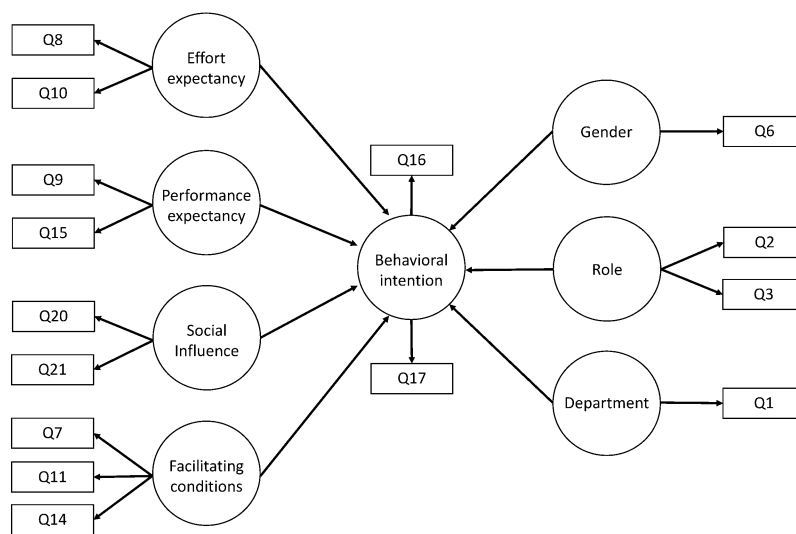 Q8
Q10
Effort
expectancy
Q9
Q15
Performance
expectancy
Q20
Q21
Social
Influence
Q7
Q11
Q14
Facilitating
conditions
Q16
Behavioral
intention
Q17
Gender
Q6
Role
Q2
Q3
Department
Q1